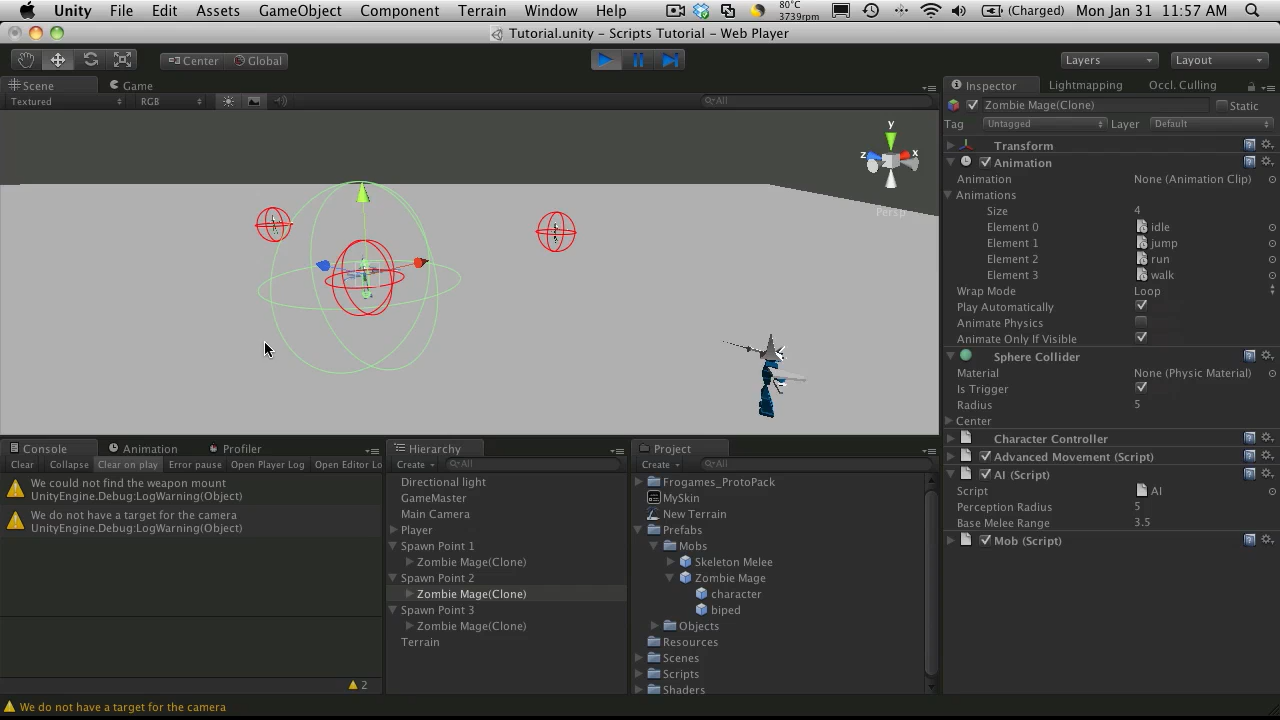 Unity File Edit Assets GameObject Component Terrain Window Help 80°C 3739rpm (Charged) Mon Jan 31 11:57 AM
Tutorial.unity - Scripts Tutorial - Web Player
Center Global Layers Layout
Scene Game
Textured RGB All
y
z x
Persp
Inspector Lightmapping Occl. Culling
Zombie Mage(Clone) Static
Tag Untagged Layer Default
Transform
Animation
Animation None (Animation Clip)
Animations
Size 4
Element 0 idle
Element 1 jump
Element 2 run
Element 3 walk
Wrap Mode Loop
Play Automatically
Animate Physics
Animate Only If Visible
Sphere Collider
Material None (Physic Material)
Is Trigger
Radius 5
Center
Character Controller
Advanced Movement (Script)
AI (Script)
Script AI
Perception Radius 5
Base Melee Range 3.5
Mob (Script)
Console Animation Profiler
Clear Collapse Clear on play Error pause Open Player Log Open Editor Lo
We could not find the weapon mount
UnityEngine.Debug:LogWarning(Object)
We do not have a target for the camera
UnityEngine.Debug:LogWarning(Object)
2
Hierarchy
Create All
Directional light
GameMaster
Main Camera
Player
Spawn Point 1
Zombie Mage(Clone)
Spawn Point 2
Zombie Mage(Clone)
Spawn Point 3
Zombie Mage(Clone)
Terrain
Project
Create All
Frogames_ProtoPack
MySkin
New Terrain
Prefabs
Mobs
Skeleton Melee
Zombie Mage
character
biped
Objects
Resources
Scenes
Scripts
Shaders
We do not have a target for the camera